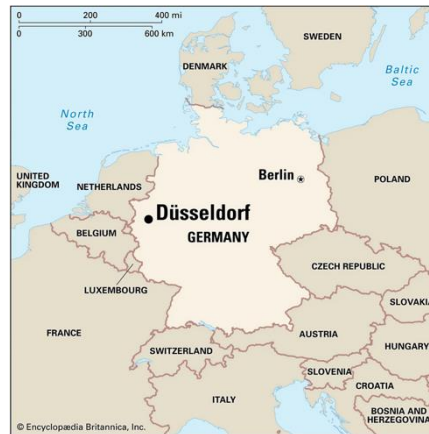 0 200 400 mi
0 300 600 km
SWEDEN
DENMARK
Baltic
Sea
North
Sea
UNITED
KINGDOM
NETHERLANDS
Berlin
POLAND
Düsseldorf
GERMANY
BELGIUM
LUXEMBOURG
CZECH REPUBLIC
SLOVAKIA
FRANCE
AUSTRIA
HUNGARY
SWITZERLAND
SLOVENIA
CROATIA
ITALY
BOSNIA AND
HERZEGOVINA
© Encyclopædia Britannica, Inc.